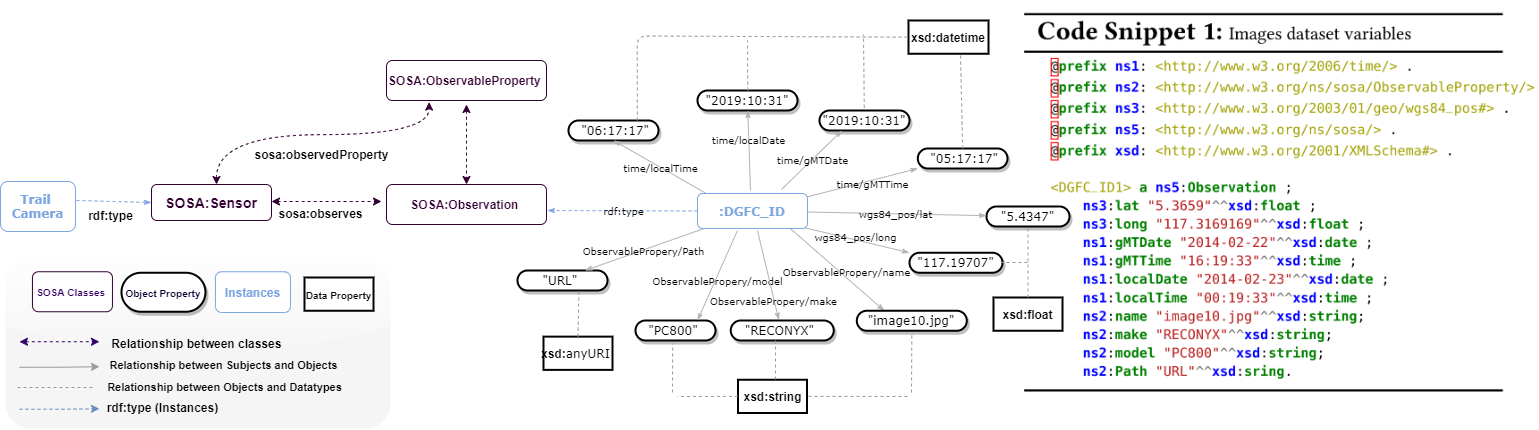 xsd:datetime
SOSA:ObservableProperty
"2019:10:31"
"06:17:17"
"2019:10:31"
time/localDate
sosa:observedProperty
time/localTime
time/gMTDate
"05:17:17"
time/gMTTime
Trail
Camera
rdf:type
SOSA:Sensor
sosa:observes
SOSA:Observation
rdf:type
:DGFC_ID
wgs84_pos/lat
"5.4347"
wgs84_pos/long
"117.19707"
ObservablePropery/Path
ObservablePropery/name
"URL"
ObservablePropery/model
ObservablePropery/make
"PC800"
"RECONYX"
"image10.jpg"
xsd:float
xsd:anyURI
xsd:string
SOSA Classes
Object Property
Instances
Data Property
Relationship between classes
Relationship between Subjects and Objects
Relationship between Objects and Datatypes
rdf:type (Instances)
Code Snippet 1: Images dataset variables
@prefix ns1: <http://www.w3.org/2006/time/> .
@prefix ns2: <http://www.w3.org/ns/sosa/ObservableProperty/>
@prefix ns3: <http://www.w3.org/2003/01/geo/wgs84_pos#> .
@prefix ns5: <http://www.w3.org/ns/sosa/> .
@prefix xsd: <http://www.w3.org/2001/XMLSchema#> .
<DGFC_ID1> a ns5:Observation ;
ns3:lat "5.3659"^^xsd:float ;
ns3:long "117.3169169"^^xsd:float ;
ns1:gMTDate "2014-02-22"^^xsd:date ;
ns1:gMTTime "16:19:33"^^xsd:time ;
ns1:localDate "2014-02-23"^^xsd:date ;
ns1:localTime "00:19:33"^^xsd:time ;
ns2:name "image10.jpg"^^xsd:string;
ns2:make "RECONYX"^^xsd:string;
ns2:model "PC800"^^xsd:string;
ns2:Path "URL"^^xsd:sring.